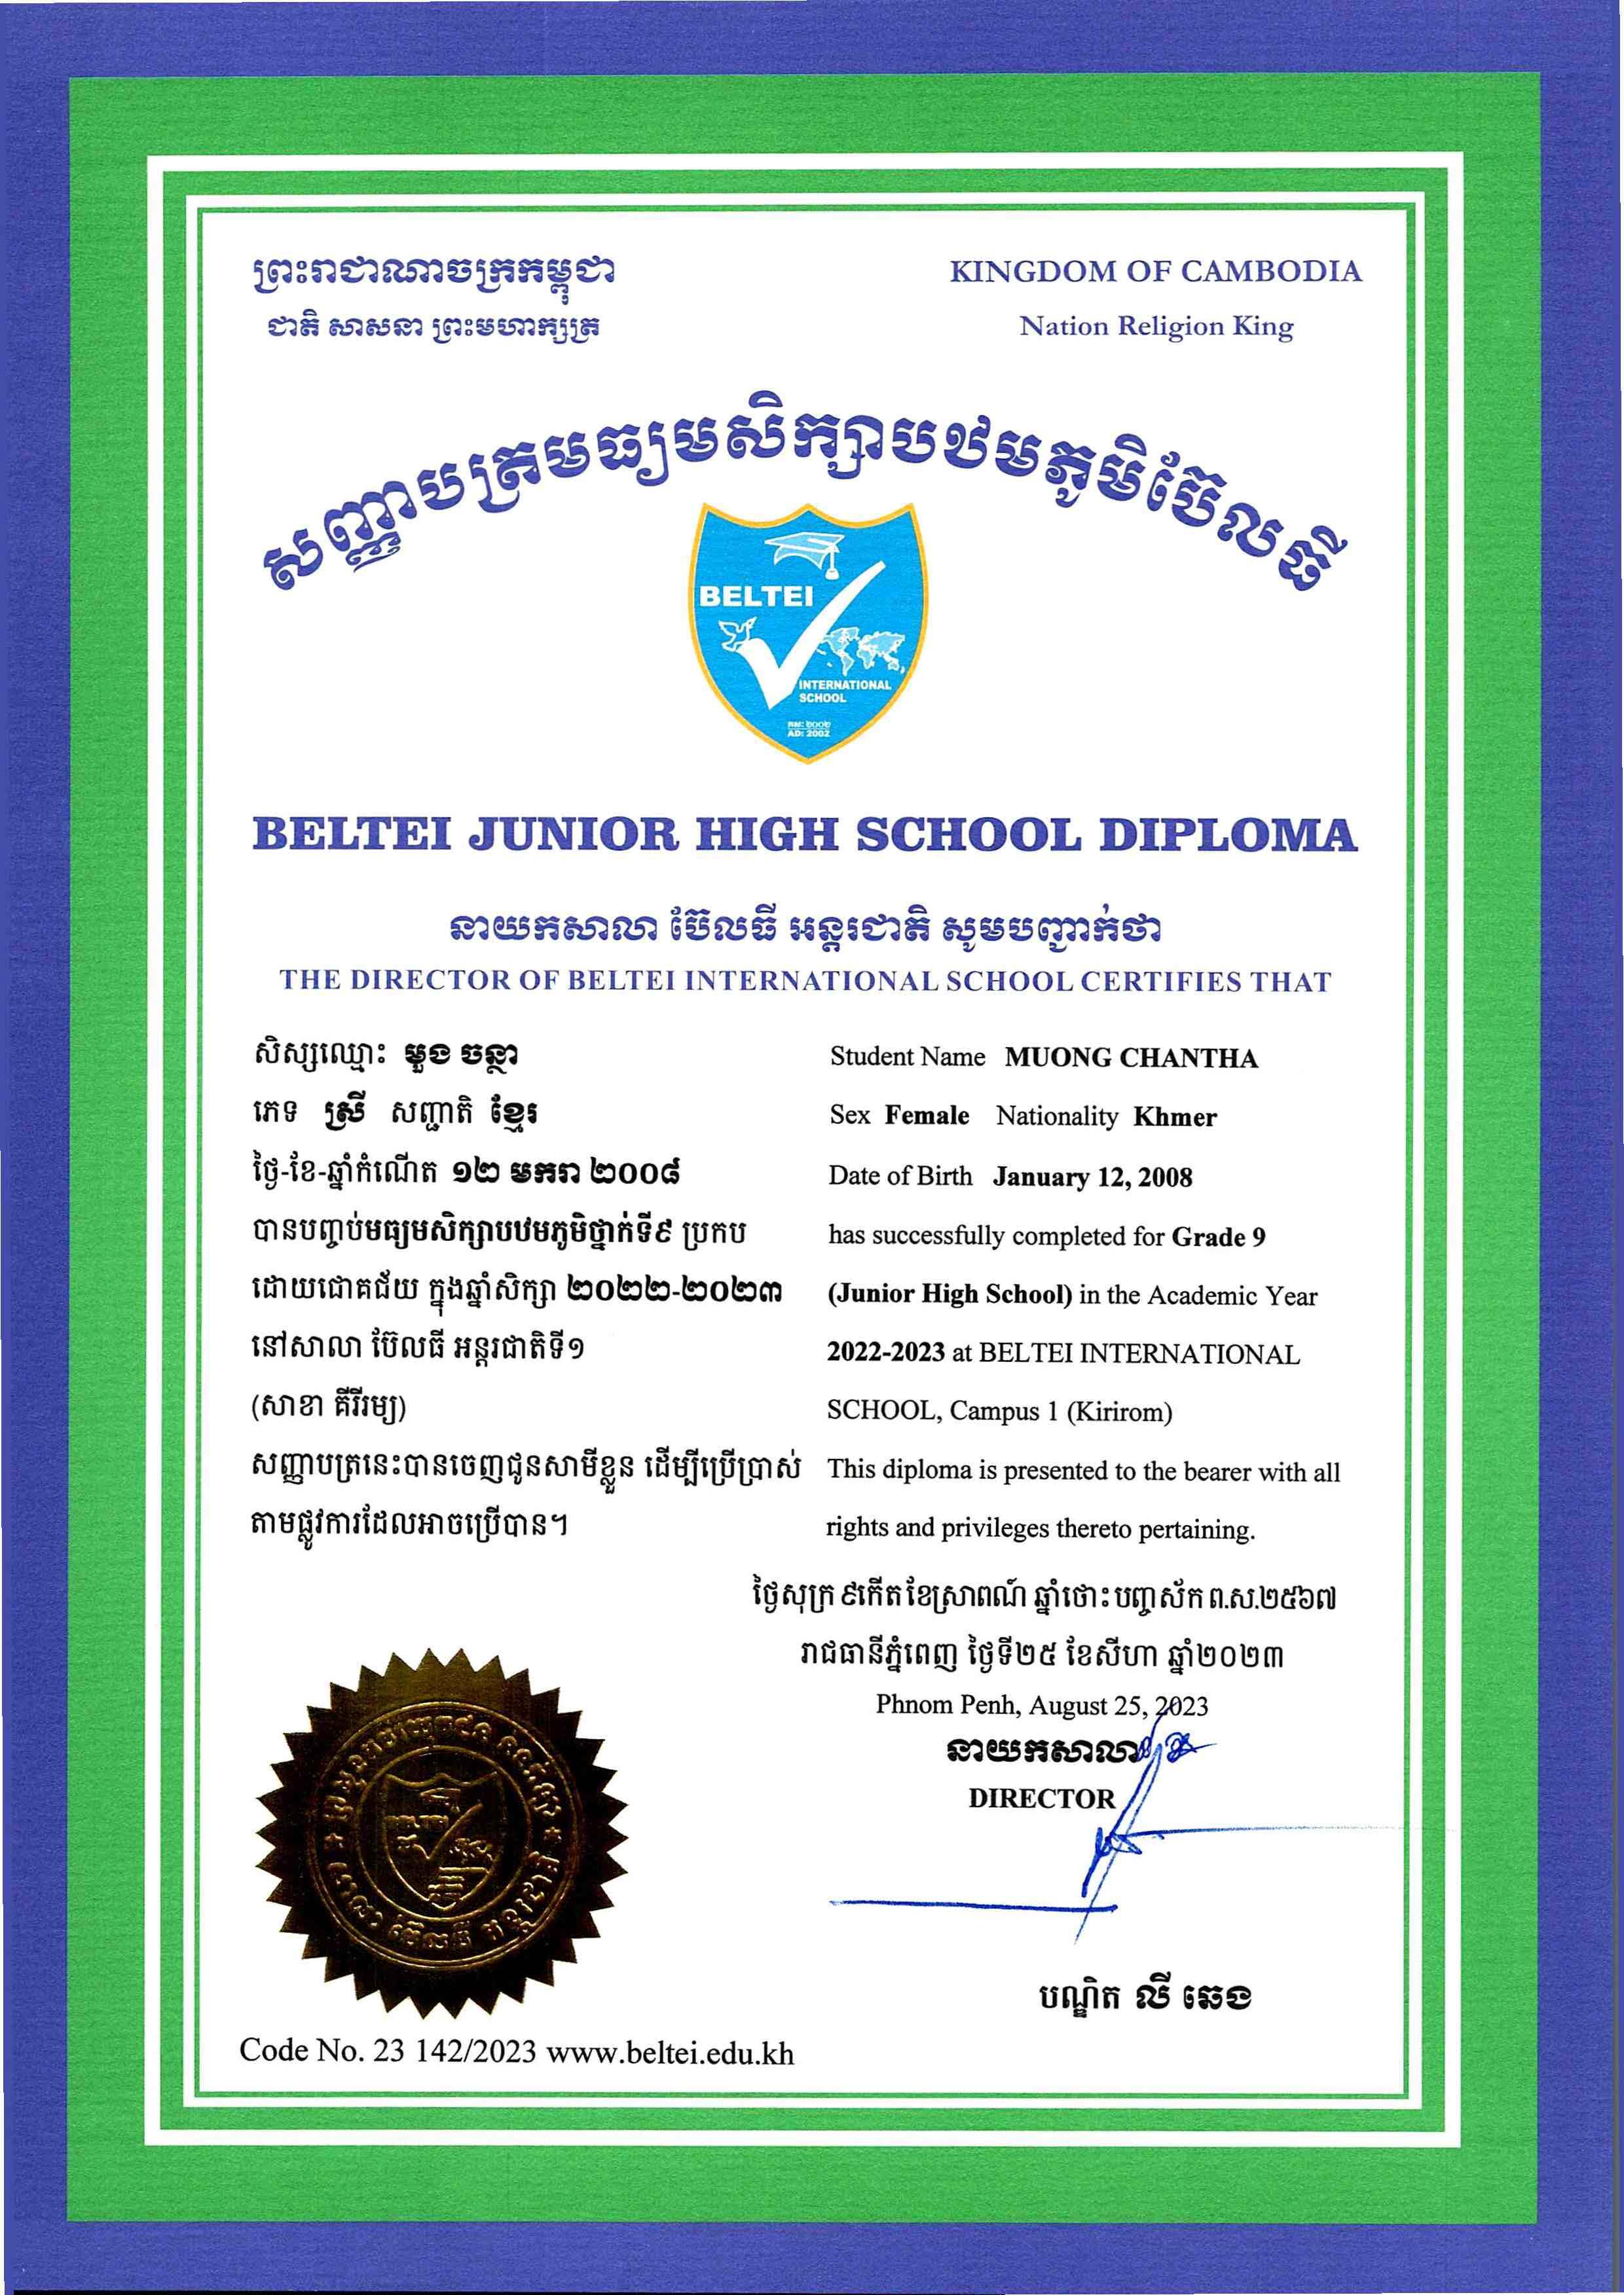 ព្រះរាជាណាចក្រកម្ពុជា
ជាតិ សាសនា ព្រះមហាក្សត្រ
KINGDOM OF CAMBODIA
Nation Religion King
សញ្ញាបត្រមធ្យមសិក្សាបឋមភូមិប៊ែលធី
BELTEI
INTERNATIONAL
SCHOOL
គស: ២០០២
AD: 2002
BELTEI JUNIOR HIGH SCHOOL DIPLOMA
នាយកសាលា ប៊ែលធី អន្តរជាតិ សូមបញ្ជាក់ថា
THE DIRECTOR OF BELTEI INTERNATIONAL SCHOOL CERTIFIES THAT
សិស្សឈ្មោះ មួង ចន្ថា
ភេទ ស្រី សញ្ជាតិ ខ្មែរ
ថ្ងៃ-ខែ-ឆ្នាំកំណើត ១២ មករា ២០០៨
បានបញ្ចប់មធ្យមសិក្សាបឋមភូមិថ្នាក់ទី៩ ប្រកប
ដោយជោគជ័យ ក្នុងឆ្នាំសិក្សា ២០២២-២០២៣
នៅសាលា ប៊ែលធី អន្តរជាតិទី១
(សាខា គីរីរម្យ)
សញ្ញាបត្រនេះបានចេញជូនសាមីខ្លួន ដើម្បីប្រើប្រាស់
តាមផ្លូវការដែលអាចប្រើបាន។
Student Name MUONG CHANTHA
Sex Female Nationality Khmer
Date of Birth January 12, 2008
has successfully completed for Grade 9
(Junior High School) in the Academic Year
2022-2023 at BELTEI INTERNATIONAL
SCHOOL, Campus 1 (Kirirom)
This diploma is presented to the bearer with all
rights and privileges thereto pertaining.
ថ្ងៃសុក្រ ៩កើត ខែស្រាពណ៍ ឆ្នាំថោះ បញ្ចស័ក ព.ស.២៥៦៧
រាជធានីភ្នំពេញ ថ្ងៃទី២៥ ខែសីហា ឆ្នាំ២០២៣
Phnom Penh, August 25, 2023
នាយកសាលា
DIRECTOR
បណ្ឌិត លី ឆេង
សាលា ប៊ែលធី អន្តរជាតិ
Code No. 23 142/2023 www.beltei.edu.kh